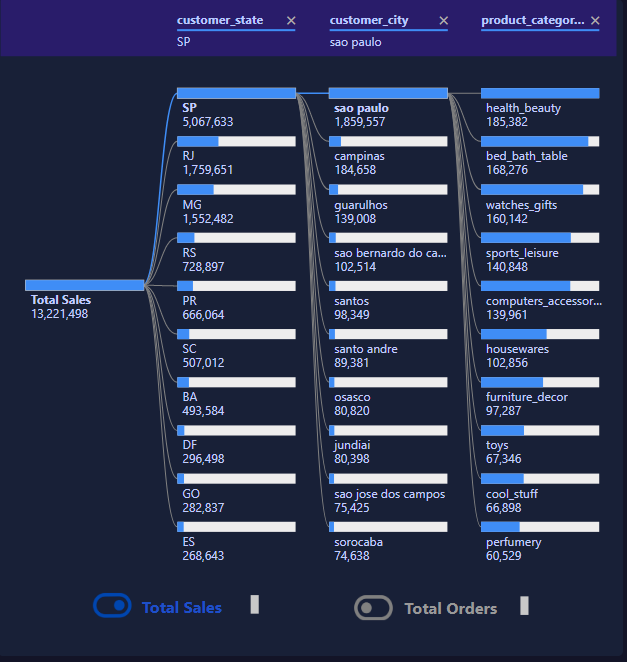 customer_state ×
customer_city ×
product_categor... ×
SP
sao paulo
Total Sales
13,221,498
SP
5,067,633
RJ
1,759,651
MG
1,552,482
RS
728,897
PR
666,064
SC
507,012
BA
493,584
DF
296,498
GO
282,837
ES
268,643
sao paulo
1,859,557
campinas
184,658
guarulhos
139,008
sao bernardo do ca...
102,514
santos
98,349
santo andre
89,381
osasco
80,820
jundiai
80,398
sao jose dos campos
75,425
sorocaba
74,638
health_beauty
185,382
bed_bath_table
168,276
watches_gifts
160,142
sports_leisure
140,848
computers_accessor...
139,961
housewares
102,856
furniture_decor
97,287
toys
67,346
cool_stuff
66,898
perfumery
60,529
Total Sales
Total Orders